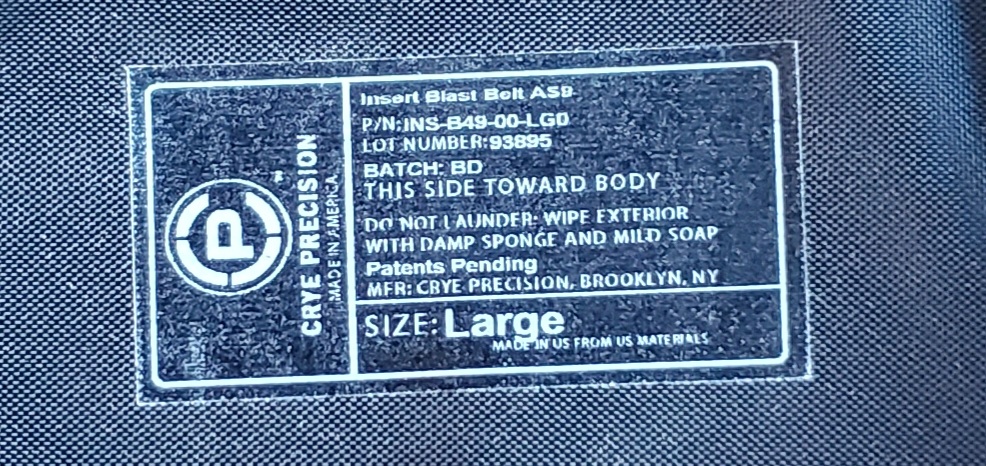 CP
CRYE PRECISION
MADE IN AMERICA
Insert Blast Belt AS9
P/N:INS-B49-00-LG0
LOT NUMBER:93895
BATCH: BD
THIS SIDE TOWARD BODY
DO NOT LAUNDER: WIPE EXTERIOR
WITH DAMP SPONGE AND MILD SOAP
Patents Pending
MFR: CRYE PRECISION, BROOKLYN, NY
SIZE: Large
MADE IN US FROM US MATERIALS